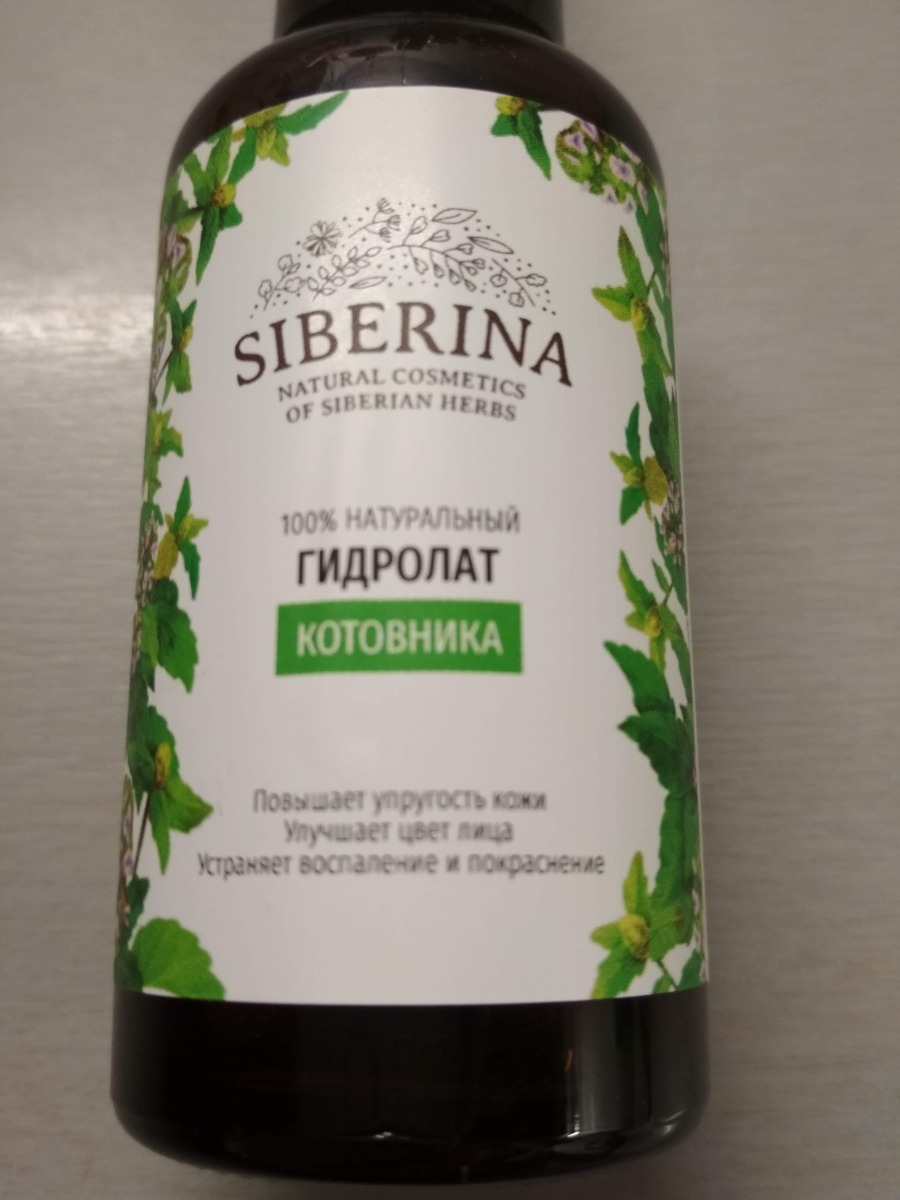 SIBERINA
NATURAL COSMETICS
OF SIBERIAN HERBS
100% НАТУРАЛЬНЫЙ
ГИДРОЛАТ
КОТОВНИКА
Повышает упругость кожи
Улучшает цвет лица
Устраняет воспаление и покраснение